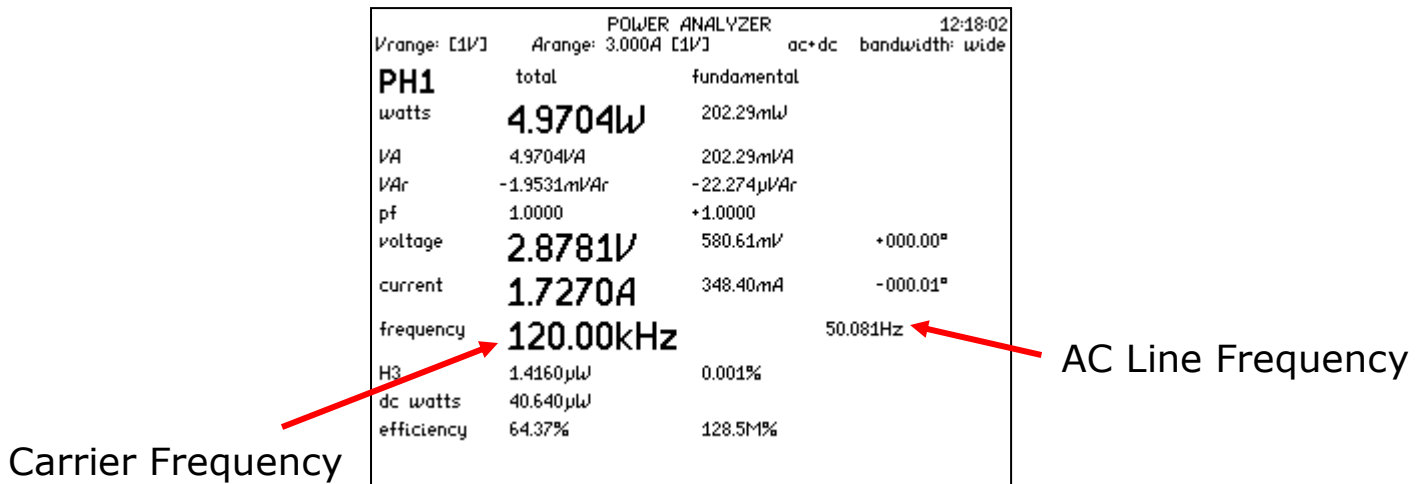 POWER ANALYZER 12:18:02
Vrange: [1V] Arange: 3.000A [1V] ac+dc bandwidth: wide
PH1 total fundamental
watts 4.9704W 202.29mW
VA 4.9704VA 202.29mVA
VAr -1.9531mVAr -22.274µVAr
pf 1.0000 +1.0000
voltage 2.8781V 580.61mV +000.00°
current 1.7270A 348.40mA -000.01°
frequency 120.00kHz 50.081Hz
AC Line Frequency
H3 1.4160µW 0.001%
dc watts 40.640µW
efficiency 64.37% 128.5M%
Carrier Frequency